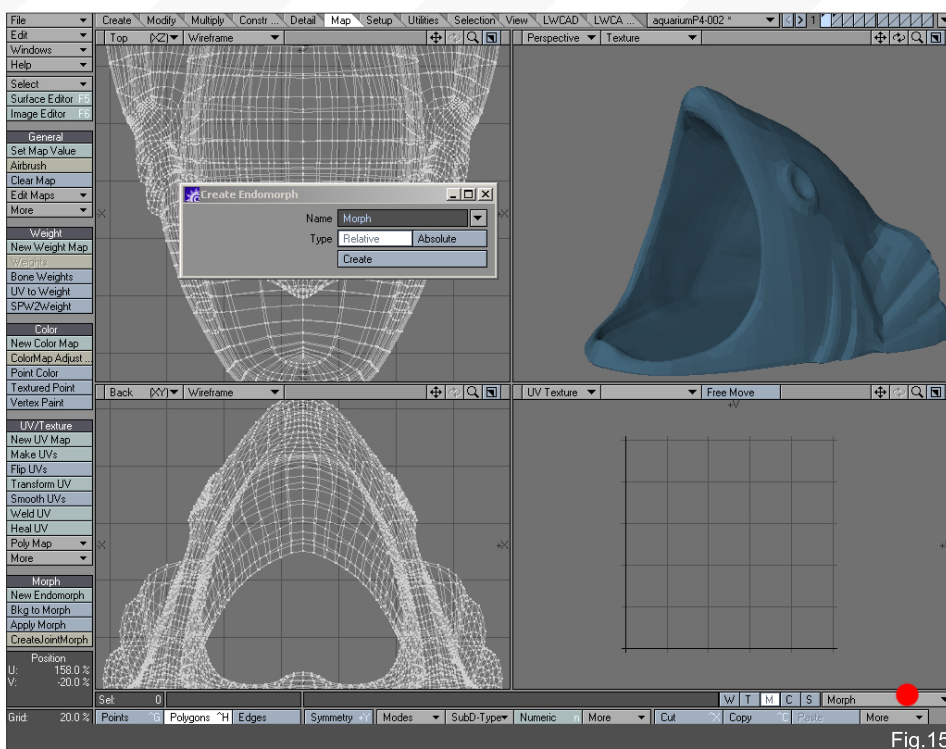 File
Edit
Windows
Help
Select
Surface Editor F5
Image Editor F6
General
Set Map Value
Airbrush
Clear Map
Edit Maps
More
Weight
New Weight Map
Weights
Bone Weights
UV to Weight
SPW2Weight
Color
New Color Map
ColorMap Adjust ...
Point Color
Textured Point
Vertex Paint
UV/Texture
New UV Map
Make UVs
Flip UVs
Transform UV
Smooth UVs
Weld UV
Heal UV
Poly Map
More
Morph
New Endomorph
Bkg to Morph
Apply Morph
CreateJointMorph
Position
U: 158.0 %
V: -20.0 %
Grid: 20.0 %
Create Modify Multiply Constr ... Detail Map Setup Utilities Selection View LWCAD LWCA ... aquariumP4-002 * 1
Top (XZ) Wireframe
Perspective Texture
Create Endomorph
Name Morph
Type Relative Absolute
Create
Back (XY) Wireframe
UV Texture Free Move
+V
-X
+X
Sel: 0
W T M C S Morph
Points ^G Polygons ^H Edges Symmetry +Y Modes SubD-Type Numeric n More Cut ^X Copy ^C Paste More
Fig.15